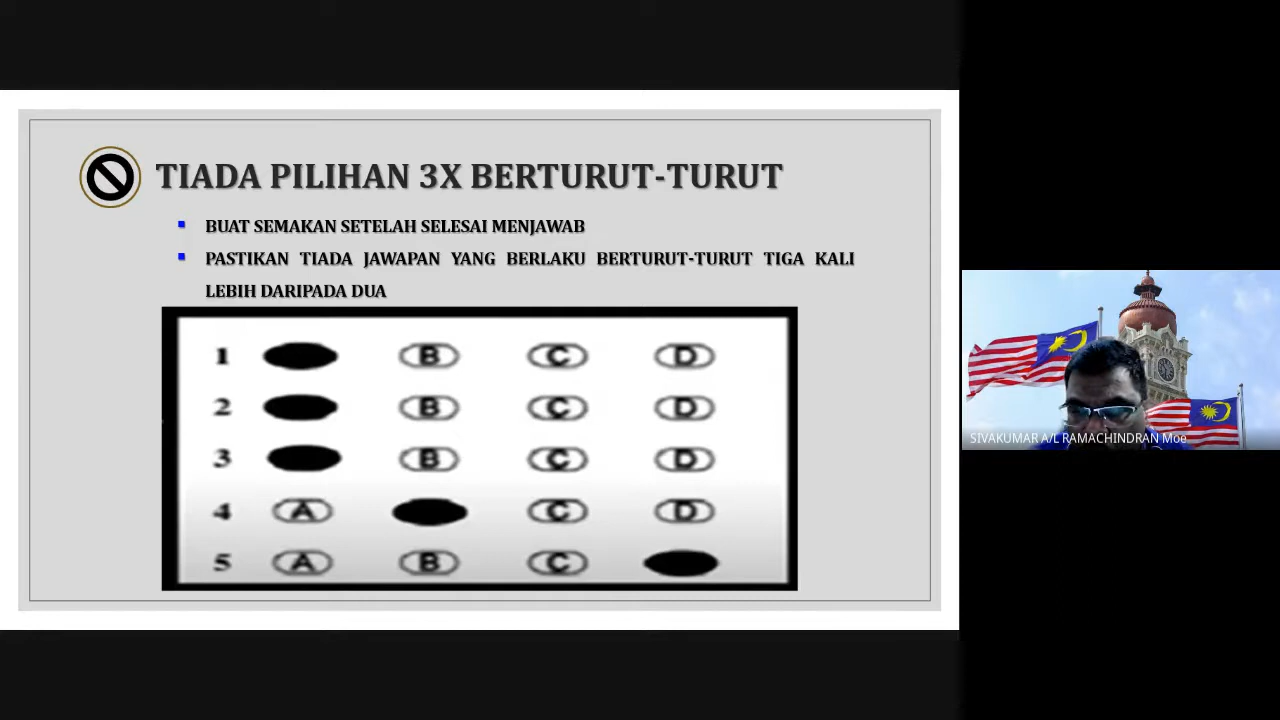 TIADA PILIHAN 3X BERTURUT-TURUT
BUAT SEMAKAN SETELAH SELESAI MENJAWAB
PASTIKAN TIADA JAWAPAN YANG BERLAKU BERTURUT-TURUT TIGA KALI
LEBIH DARIPADA DUA
1 B C D
2 B C D
3 B C D
4 A C D
5 A B C
SIVAKUMAR A/L RAMACHINDRAN Moe